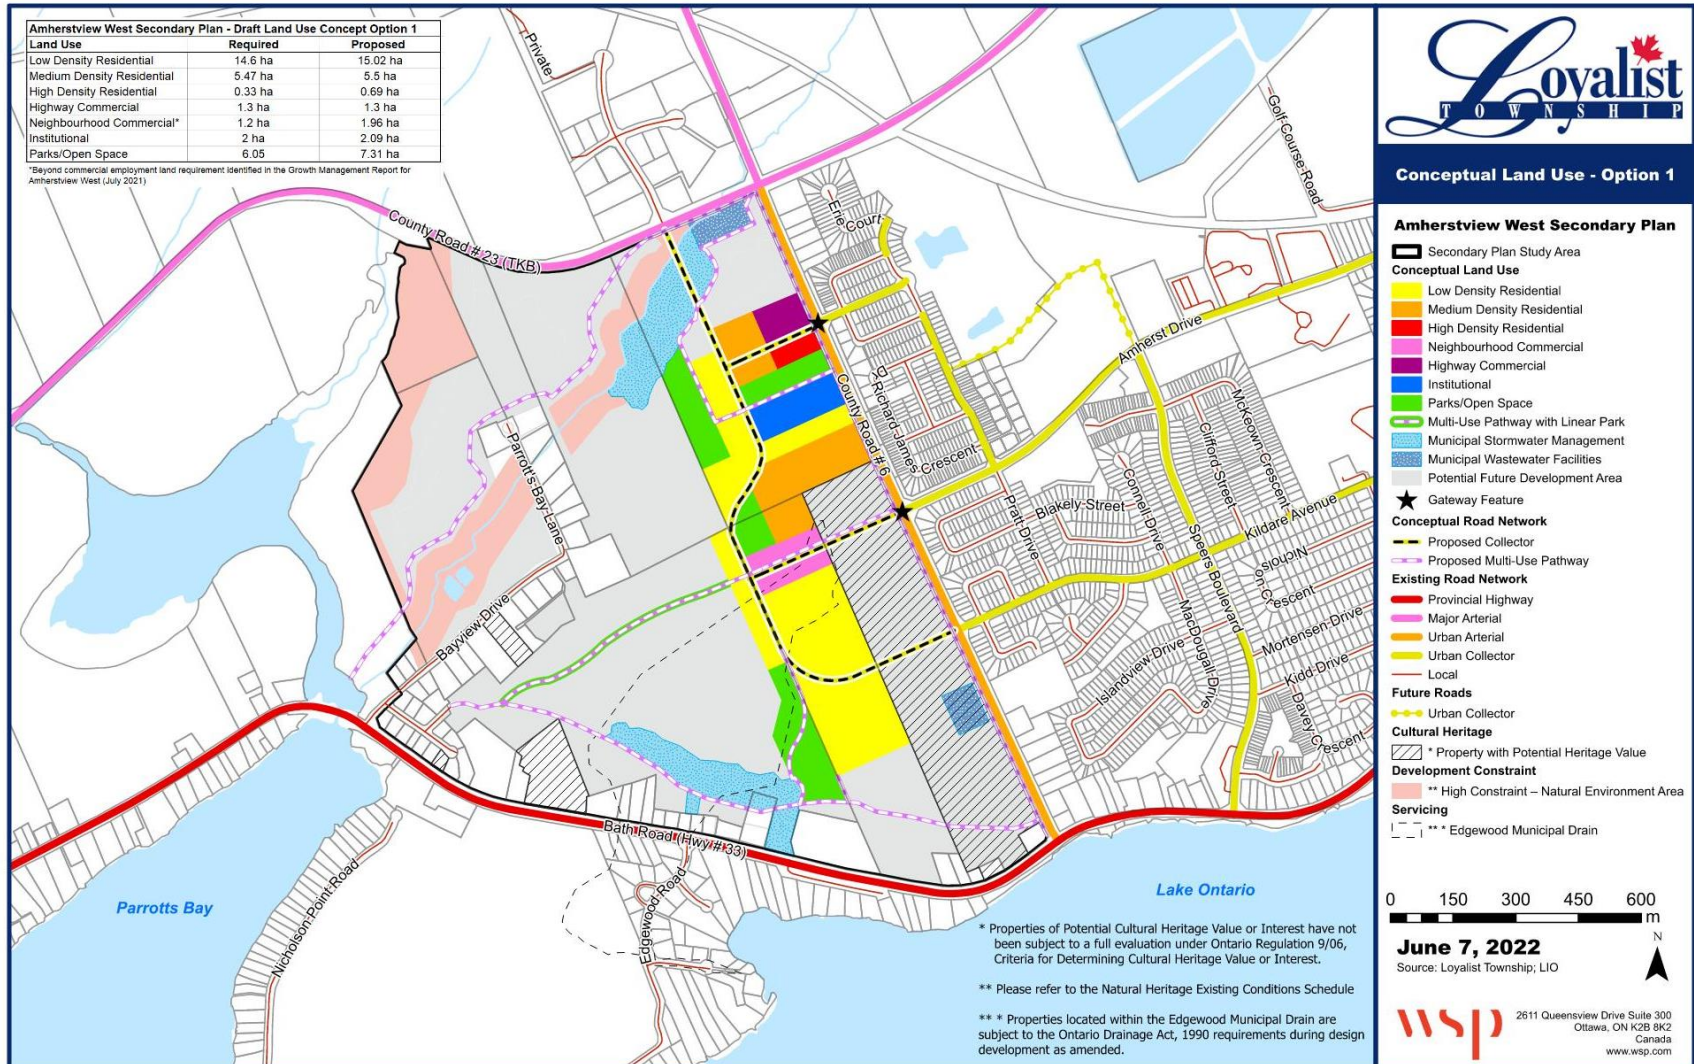 Amherstview West Secondary Plan - Draft Land Use Concept Option 1
Land Use Required Proposed
Low Density Residential 14.6 ha 15.02 ha
Medium Density Residential 5.47 ha 5.5 ha
High Density Residential 0.33 ha 0.69 ha
Highway Commercial 1.3 ha 1.3 ha
Neighbourhood Commercial* 1.2 ha 1.96 ha
Institutional 2 ha 2.09 ha
Parks/Open Space 6.05 7.31 ha
*Beyond commercial employment land requirement identified in the Growth Management Report for
Amherstview West (July 2021)
Private
Golf Course Road
County Road # 23 (TKB)
Erie Court
Amherst Drive
County Road # 6
Dr Richard James
Crescent
McKeown Crescent
Clifford Street
Connell Drive
Blakely Street
Pratt Drive
Kildare Avenue
Nicholson Crescent
Speers Boulevard
MacDougall Drive
Mortensen Drive
Kidd Drive
Islandview Drive
Davey Crescent
Parrott's Bay Lane
Bayview Drive
Bath Road (Hwy # 33)
Edgewood Road
Nicholson Point Road
Parrotts Bay
Lake Ontario
* Properties of Potential Cultural Heritage Value or Interest have not
been subject to a full evaluation under Ontario Regulation 9/06,
Criteria for Determining Cultural Heritage Value or Interest.
** Please refer to the Natural Heritage Existing Conditions Schedule
** * Properties located within the Edgewood Municipal Drain are
subject to the Ontario Drainage Act, 1990 requirements during design
development as amended.
Loyalist
TOWNSHIP
Conceptual Land Use - Option 1
Amherstview West Secondary Plan
Secondary Plan Study Area
Conceptual Land Use
Low Density Residential
Medium Density Residential
High Density Residential
Neighbourhood Commercial
Highway Commercial
Institutional
Parks/Open Space
Multi-Use Pathway with Linear Park
Municipal Stormwater Management
Municipal Wastewater Facilities
Potential Future Development Area
Gateway Feature
Conceptual Road Network
Proposed Collector
Proposed Multi-Use Pathway
Existing Road Network
Provincial Highway
Major Arterial
Urban Arterial
Urban Collector
Local
Future Roads
Urban Collector
Cultural Heritage
* Property with Potential Heritage Value
Development Constraint
** High Constraint – Natural Environment Area
Servicing
** * Edgewood Municipal Drain
0 150 300 450 600
m
N
June 7, 2022
Source: Loyalist Township; LIO
wsp
2611 Queensview Drive Suite 300
Ottawa, ON K2B 8K2
Canada
www.wsp.com